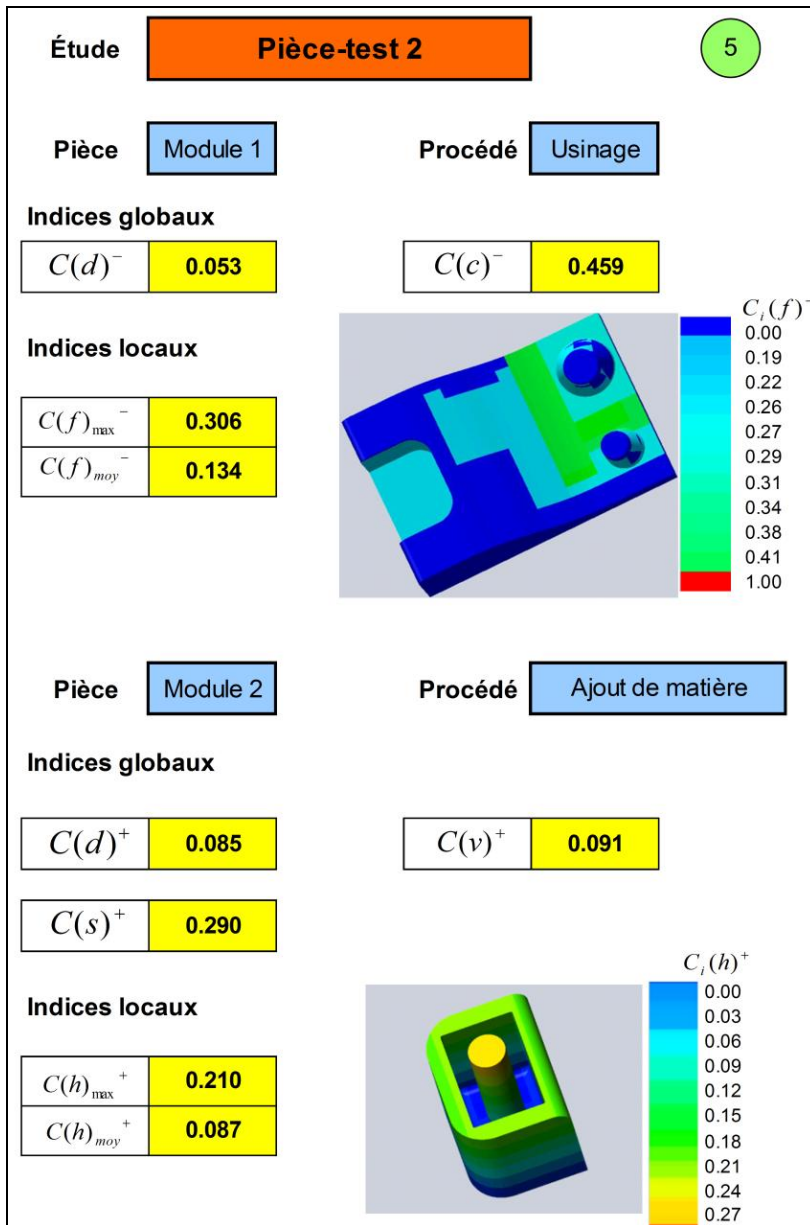 Étude Pièce-test 2 5
Pièce Module 1 Procédé Usinage
Indices globaux
C(d)⁻ 0.053 C(c)⁻ 0.459
Indices locaux
C(f)max⁻ 0.306
C(f)moy⁻ 0.134
Ci(f)⁻
0.00
0.19
0.22
0.26
0.27
0.29
0.31
0.34
0.38
0.41
1.00
Pièce Module 2 Procédé Ajout de matière
Indices globaux
C(d)⁺ 0.085 C(v)⁺ 0.091
C(s)⁺ 0.290
Indices locaux
C(h)max⁺ 0.210
C(h)moy⁺ 0.087
Ci(h)⁺
0.00
0.03
0.06
0.09
0.12
0.15
0.18
0.21
0.24
0.27